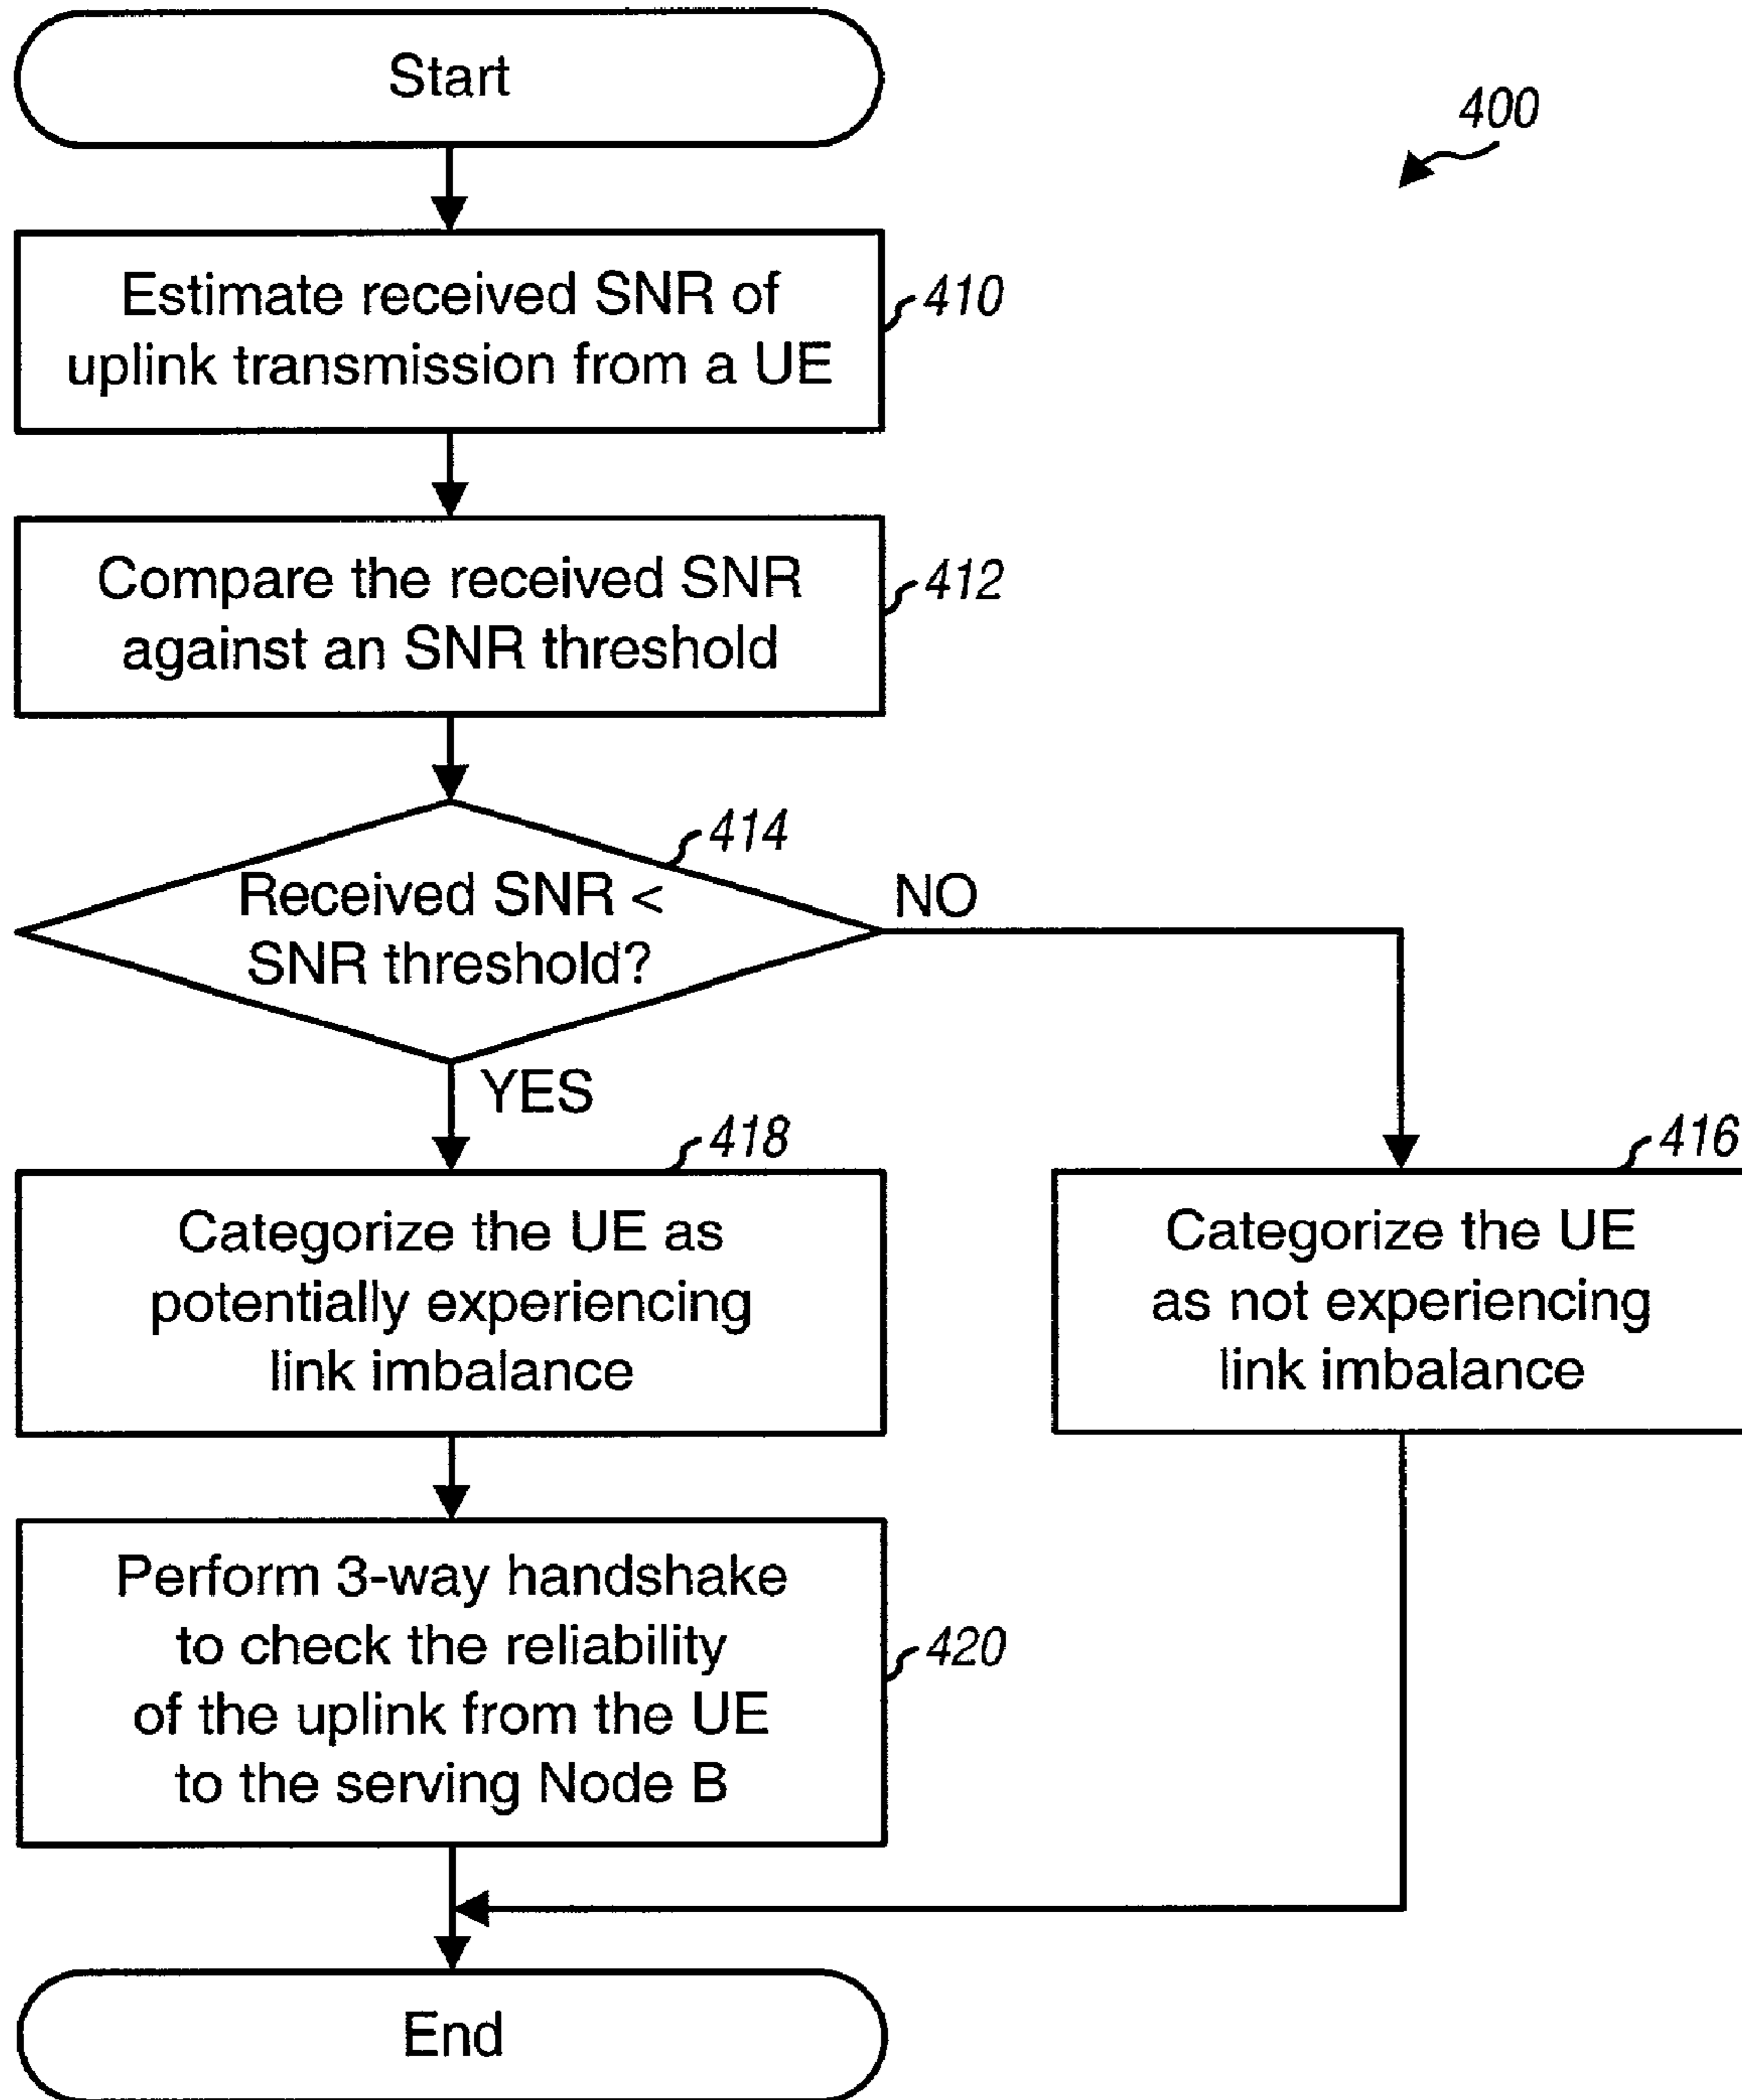 Start
400
Estimate received SNR of
uplink transmission from a UE
410
Compare the received SNR
against an SNR threshold
412
414
Received SNR <
SNR threshold?
NO
YES
418
Categorize the UE as
potentially experiencing
link imbalance
416
Categorize the UE
as not experiencing
link imbalance
Perform 3-way handshake
to check the reliability
of the uplink from the UE
to the serving Node B
420
End